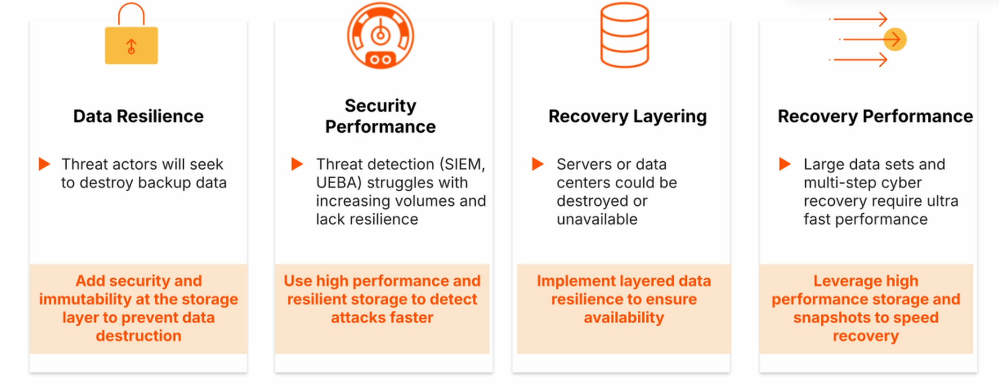 Data Resilience
Threat actors will seek
to destroy backup data
Add security and
immutability at the storage
layer to prevent data
destruction
Security
Performance
Threat detection (SIEM,
UEBA) struggles with
increasing volumes and
lack resilience
Use high performance and
resilient storage to detect
attacks faster
Recovery Layering
Servers or data
centers could be
destroyed or
unavailable
Implement layered data
resilience to ensure
availability
Recovery Performance
Large data sets and
multi-step cyber
recovery require ultra
fast performance
Leverage high
performance storage and
snapshots to speed
recovery